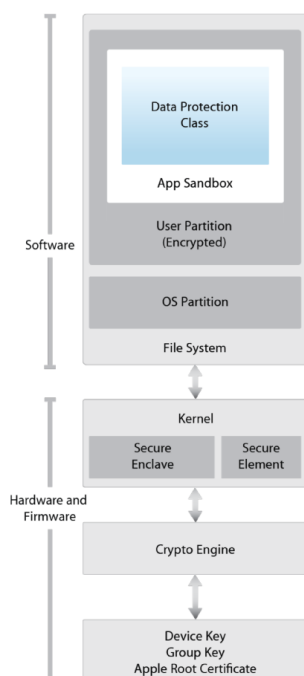 Data Protection
Class
App Sandbox
User Partition
(Encrypted)
Software
OS Partition
File System
Kernel
Secure
Enclave
Secure
Element
Hardware and
Firmware
Crypto Engine
Device Key
Group Key
Apple Root Certificate